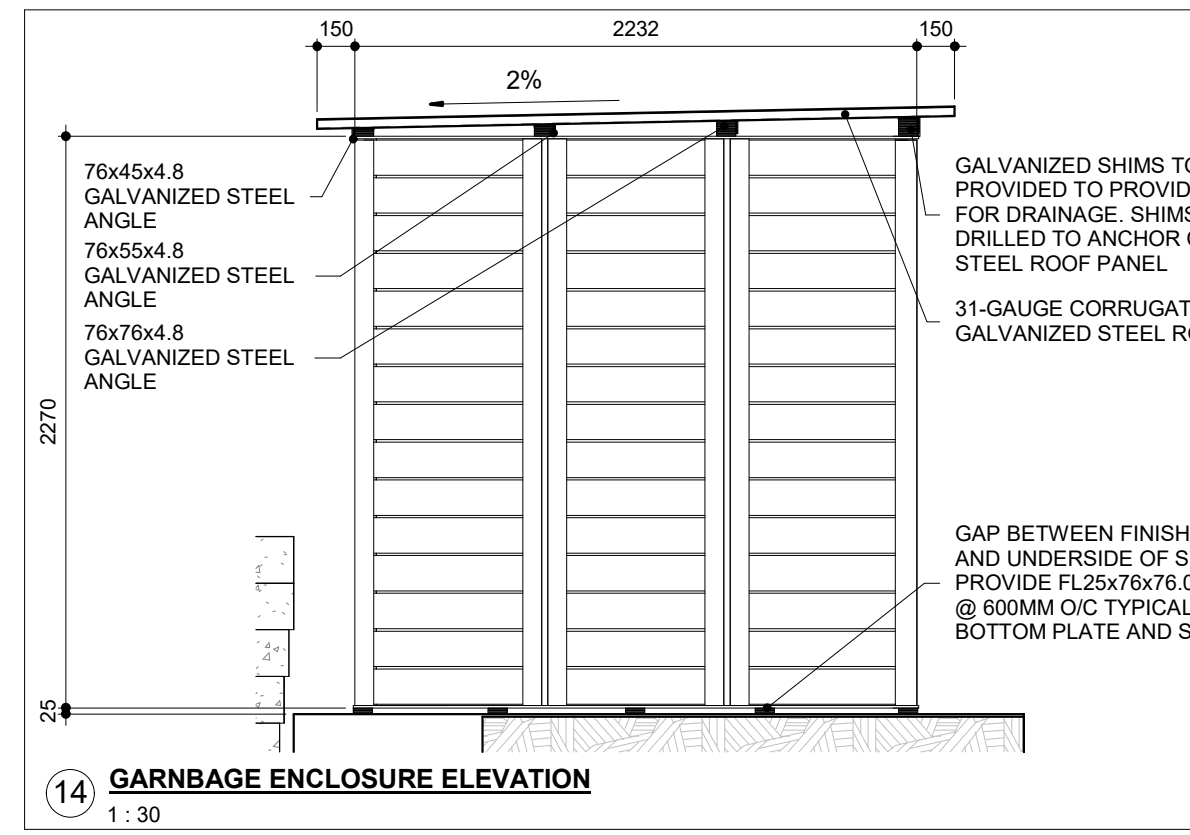 150
2232
150
2%
76x45x4.8
GALVANIZED STEEL
ANGLE
76x55x4.8
GALVANIZED STEEL
ANGLE
76x76x4.8
GALVANIZED STEEL
ANGLE
2270
25
GALVANIZED SHIMS TO
PROVIDED TO PROVID
FOR DRAINAGE. SHIMS
DRILLED TO ANCHOR
STEEL ROOF PANEL
31-GAUGE CORRUGAT
GALVANIZED STEEL RO
GAP BETWEEN FINISH
AND UNDERSIDE OF S
PROVIDE FL25x76x76.0
@ 600MM O/C TYPICAL
BOTTOM PLATE AND S
14
GARNBAGE ENCLOSURE ELEVATION
1 : 30